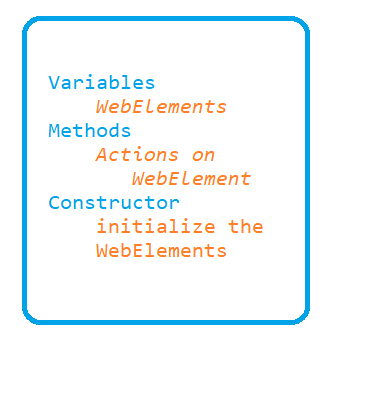 Variables
WebElements
Methods
Actions on
WebElement
Constructor
initialize the
WebElements